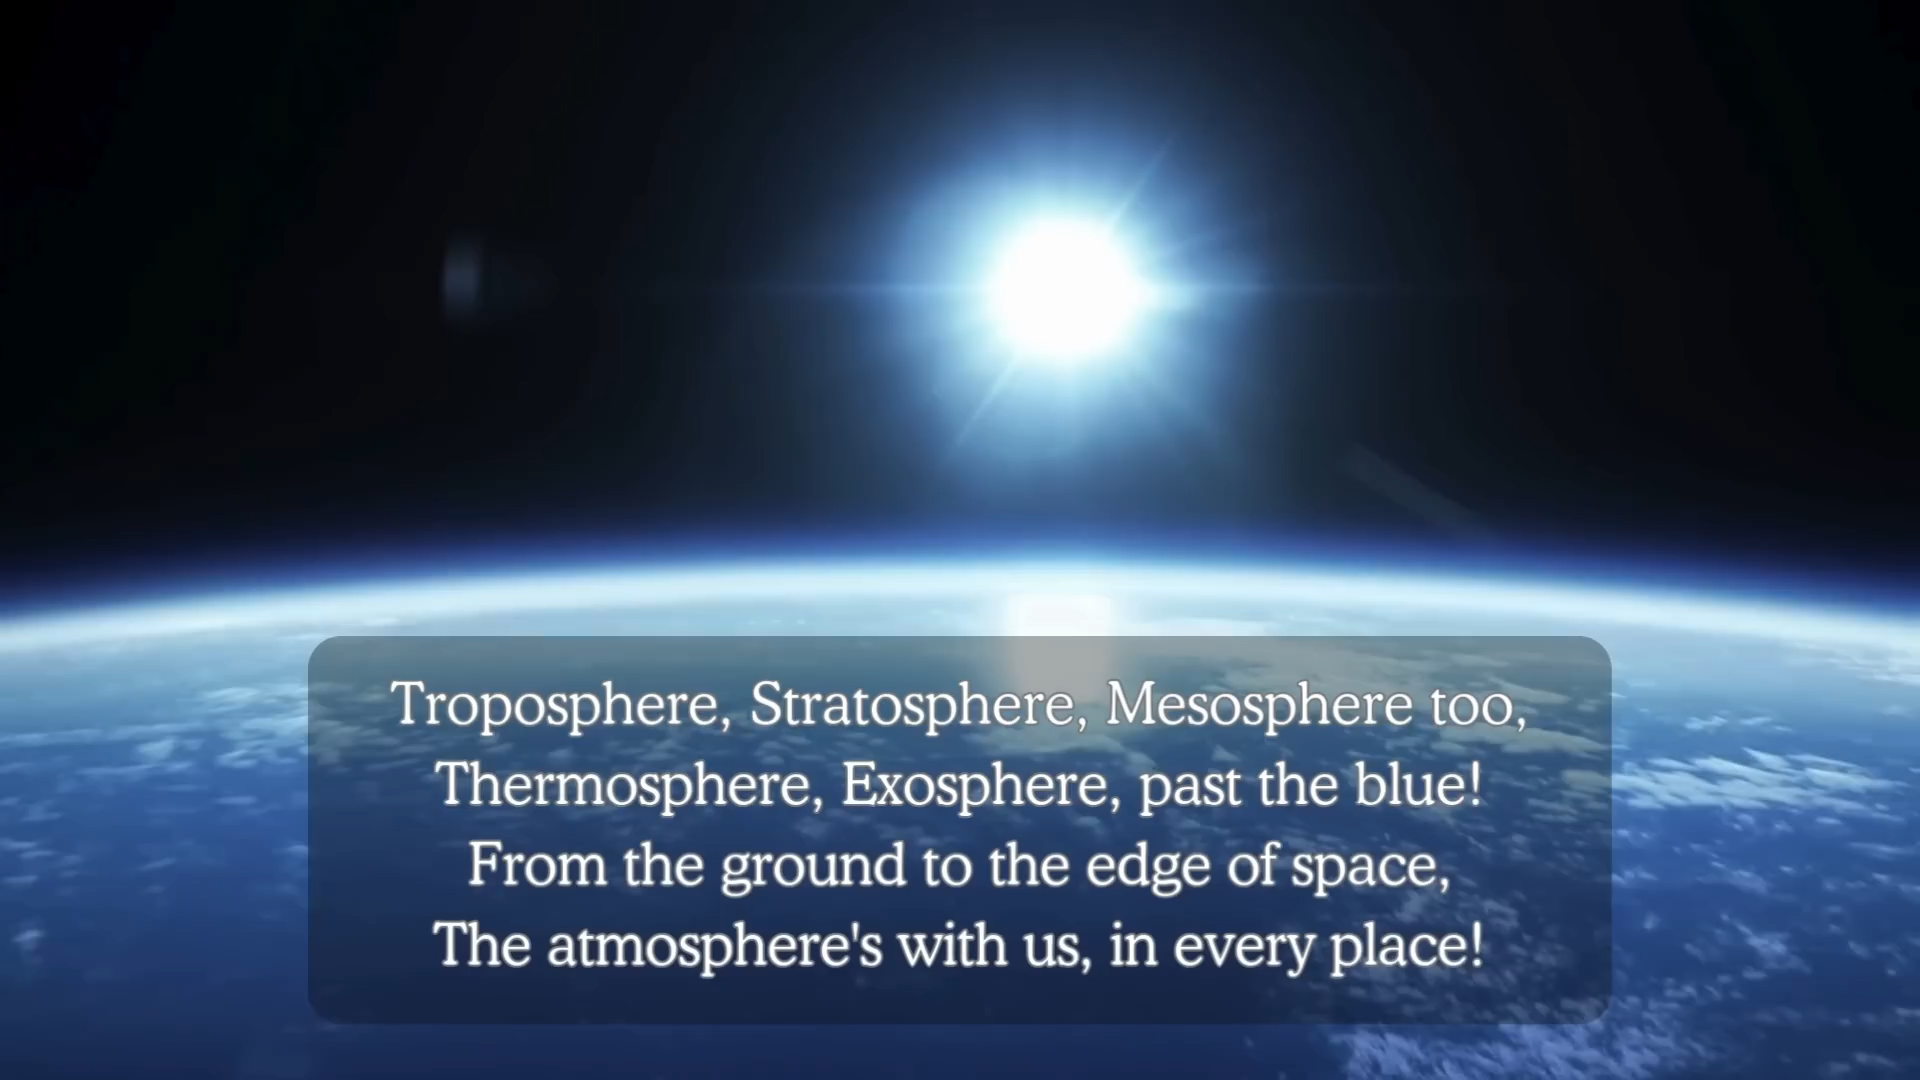 Troposphere, Stratosphere, Mesosphere too,
Thermosphere, Exosphere, past the blue!
From the ground to the edge of space,
The atmosphere's with us, in every place!